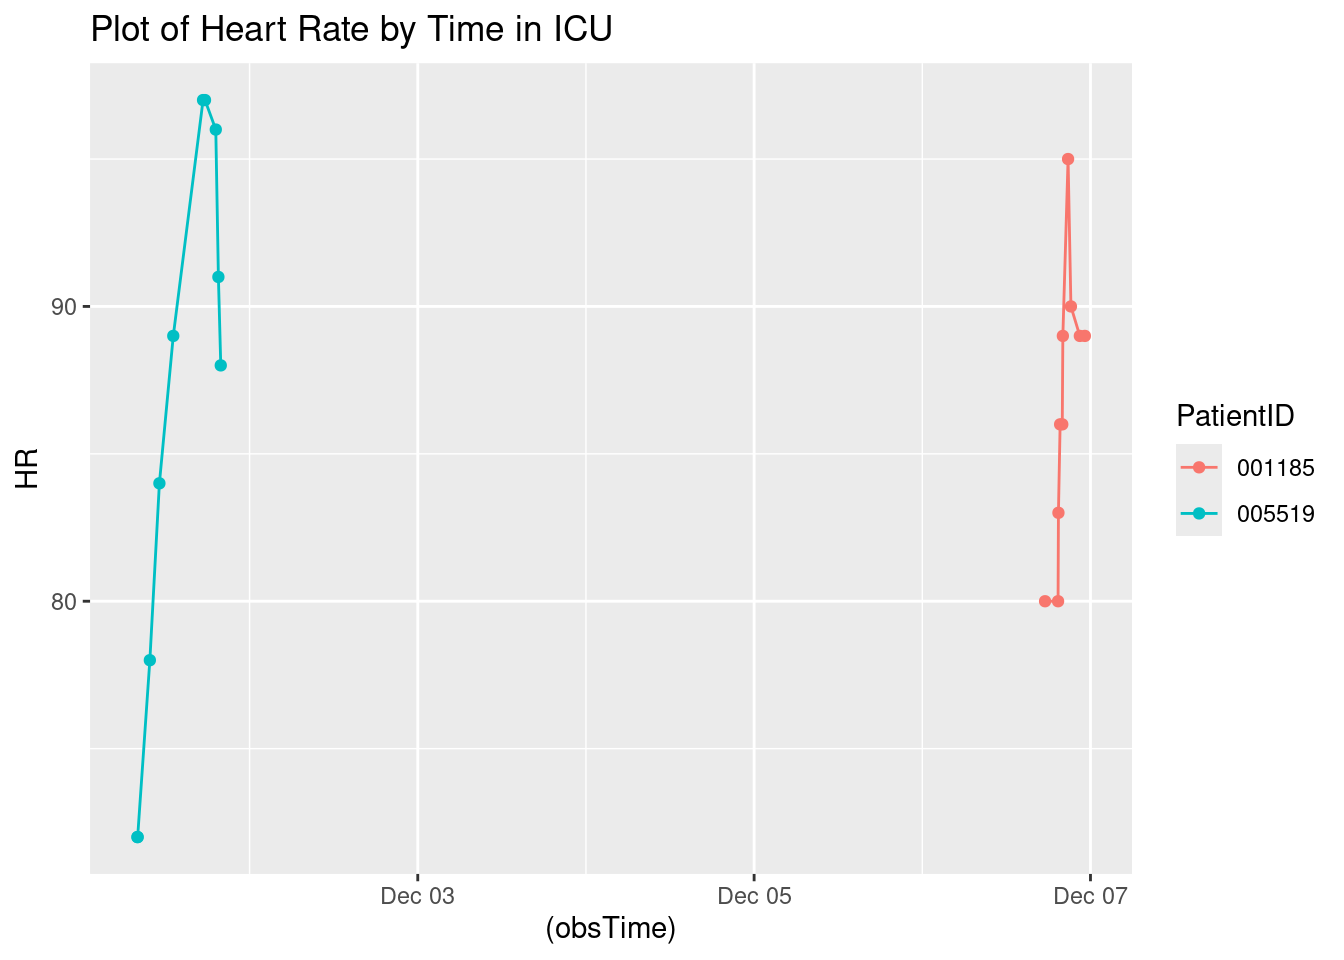 Plot of Heart Rate by Time in ICU
90
80
HR
Dec 03
Dec 05
Dec 07
(obsTime)
PatientID
001185
005519